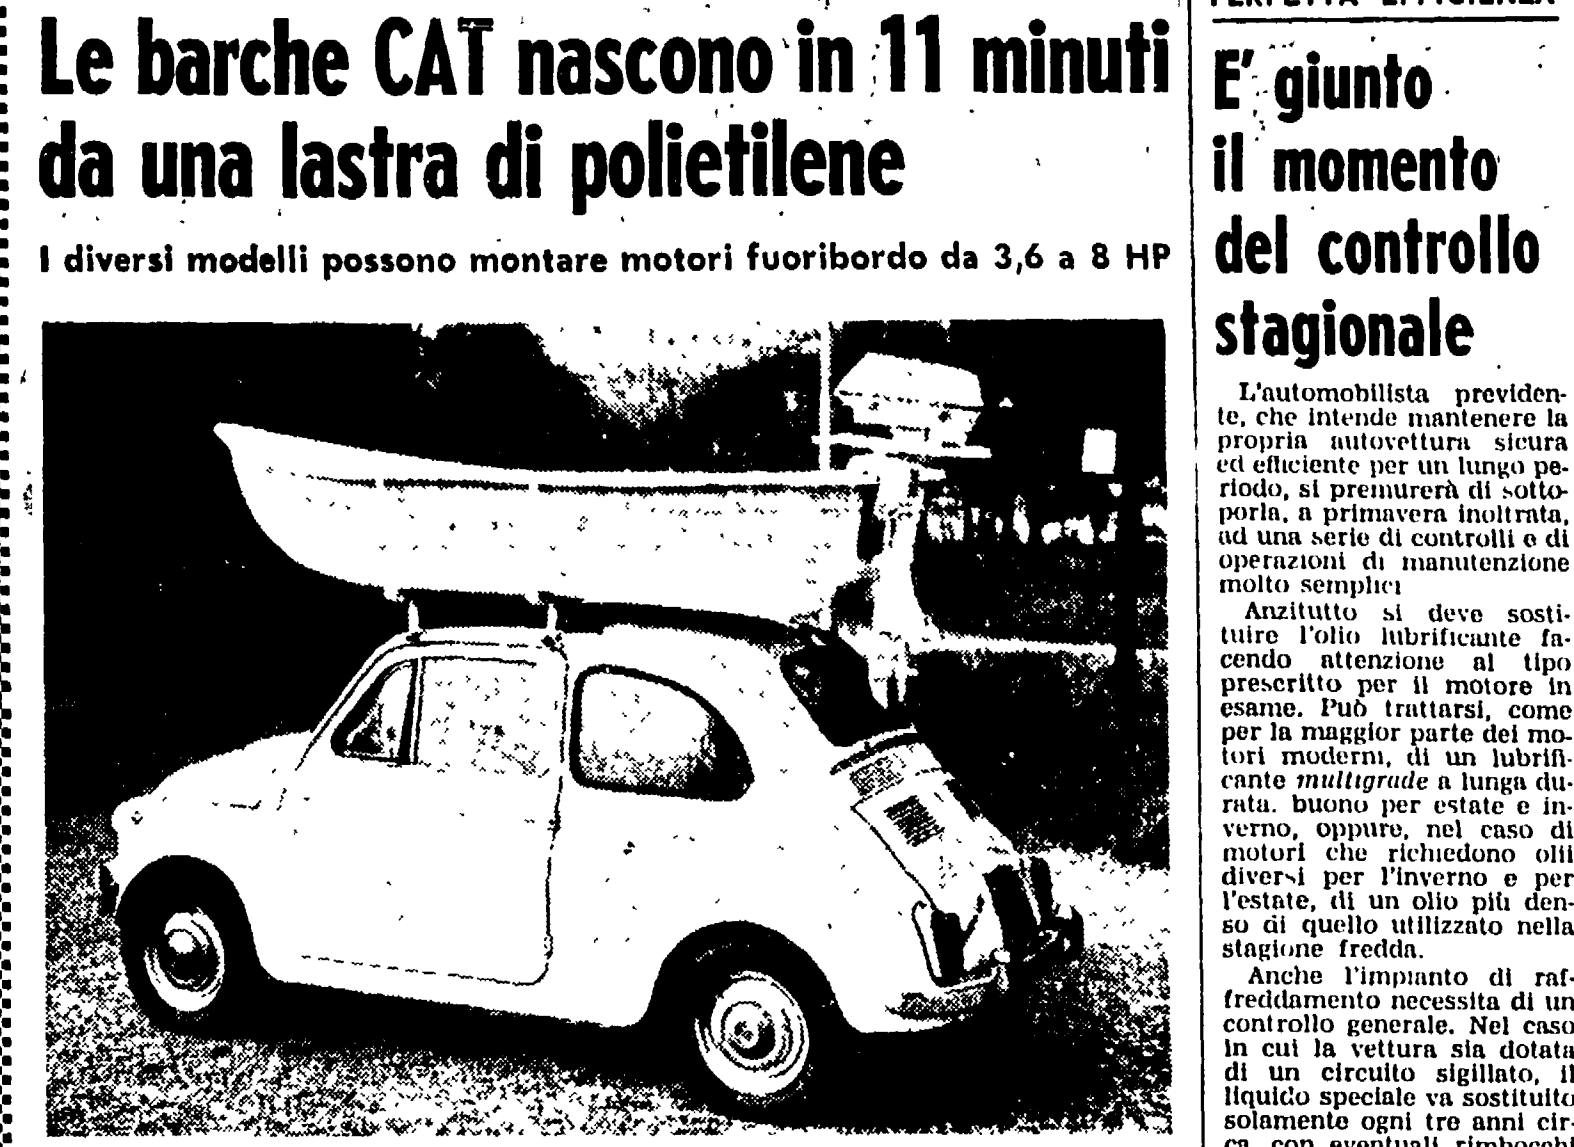 Le barche CAT nascono in 11 minuti
da una lastra di polietilene
I diversi modelli possono montare motori fuoribordo da 3,6 a 8 HP
PERFETTA EFFICIENZA
E' giunto
il momento
del controllo
stagionale
L'automobilista previden-
te, che intende mantenere la
propria autovettura sicura
ed efficiente per un lungo pe-
riodo, si premurerà di sotto-
porla, a primavera inoltrata,
ad una serie di controlli e di
operazioni di manutenzione
molto semplici
Anzitutto si deve sosti-
tuire l'olio lubrificante fa-
cendo attenzione al tipo
prescritto per il motore in
esame. Può trattarsi, come
per la maggior parte dei mo-
tori moderni, di un lubrifi-
cante multigrade a lunga du-
rata. buono per estate e in-
verno, oppure, nel caso di
motori che richiedono olii
diversi per l'inverno e per
l'estate, di un olio più den-
so di quello utilizzato nella
stagione fredda.
Anche l'impianto di raf-
freddamento necessita di un
controllo generale. Nel caso
in cui la vettura sia dotata
di un circuito sigillato, il
liquido speciale va sostituito
solamente ogni tre anni cir-
ca, con eventuali